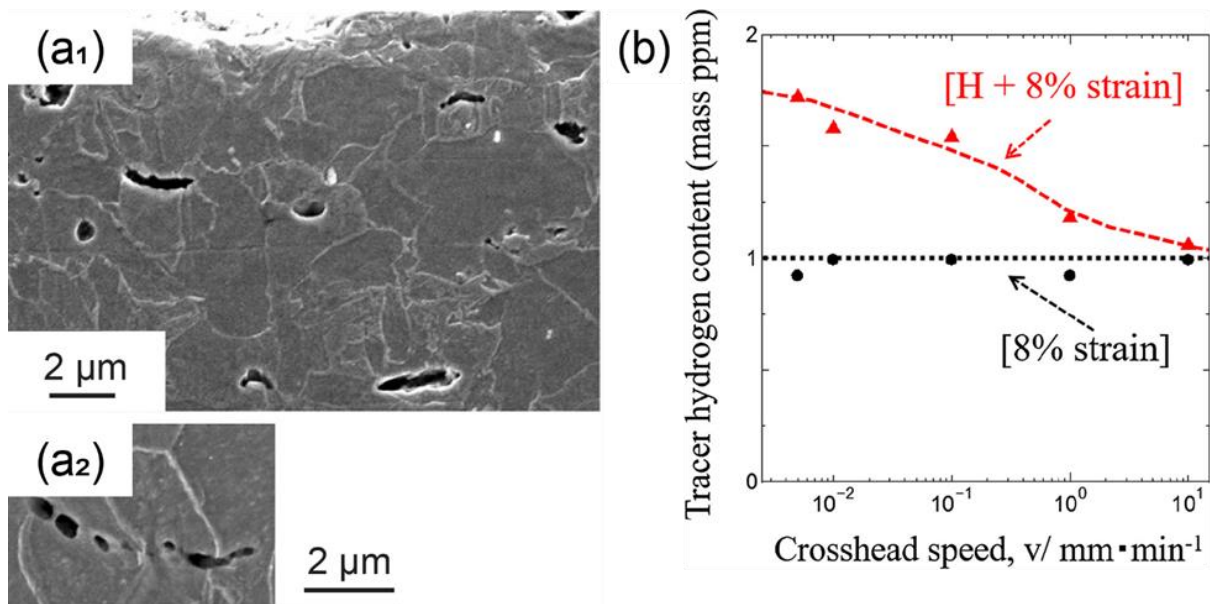 (a₁)
2 μm
(a₂)
2 μm
(b)
Tracer hydrogen content (mass ppm)
2
1
0
[H + 8% strain]
[8% strain]
10⁻² 10⁻¹ 10⁰ 10¹
Crosshead speed, v/ mm·min⁻¹